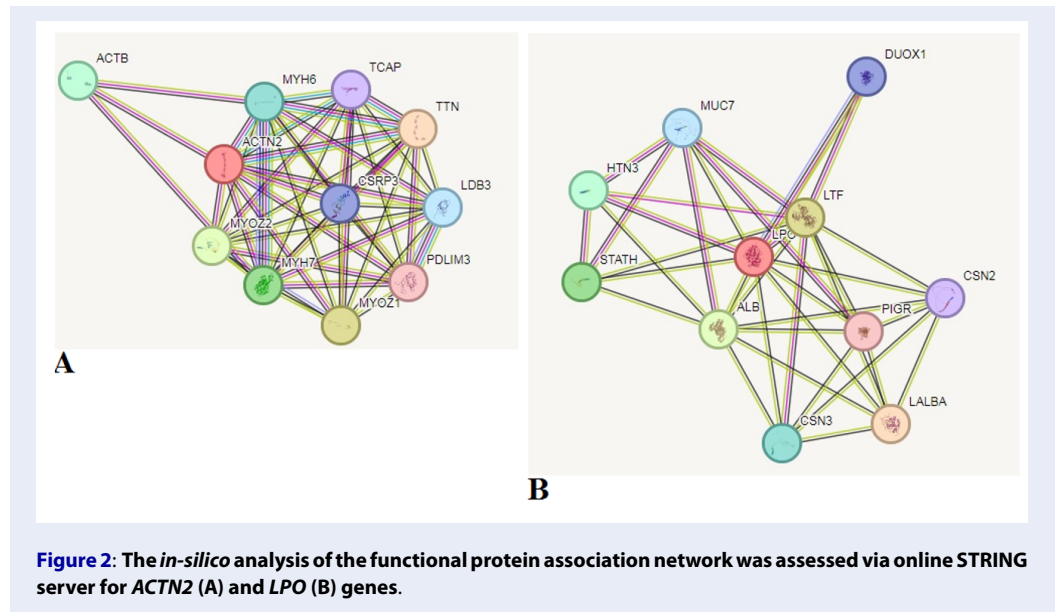 ACTB
MYH6
TCAP
TTN
ACTN2
CSRP3
LDB3
MYOZ2
MYH7
PDLIM3
MYOZ1
A
DUOX1
MUC7
HTN3
LTF
LPO
STATH
CSN2
ALB
PIGR
LALBA
CSN3
B
Figure 2: The in-silico analysis of the functional protein association network was assessed via online STRING
server for ACTN2 (A) and LPO (B) genes.